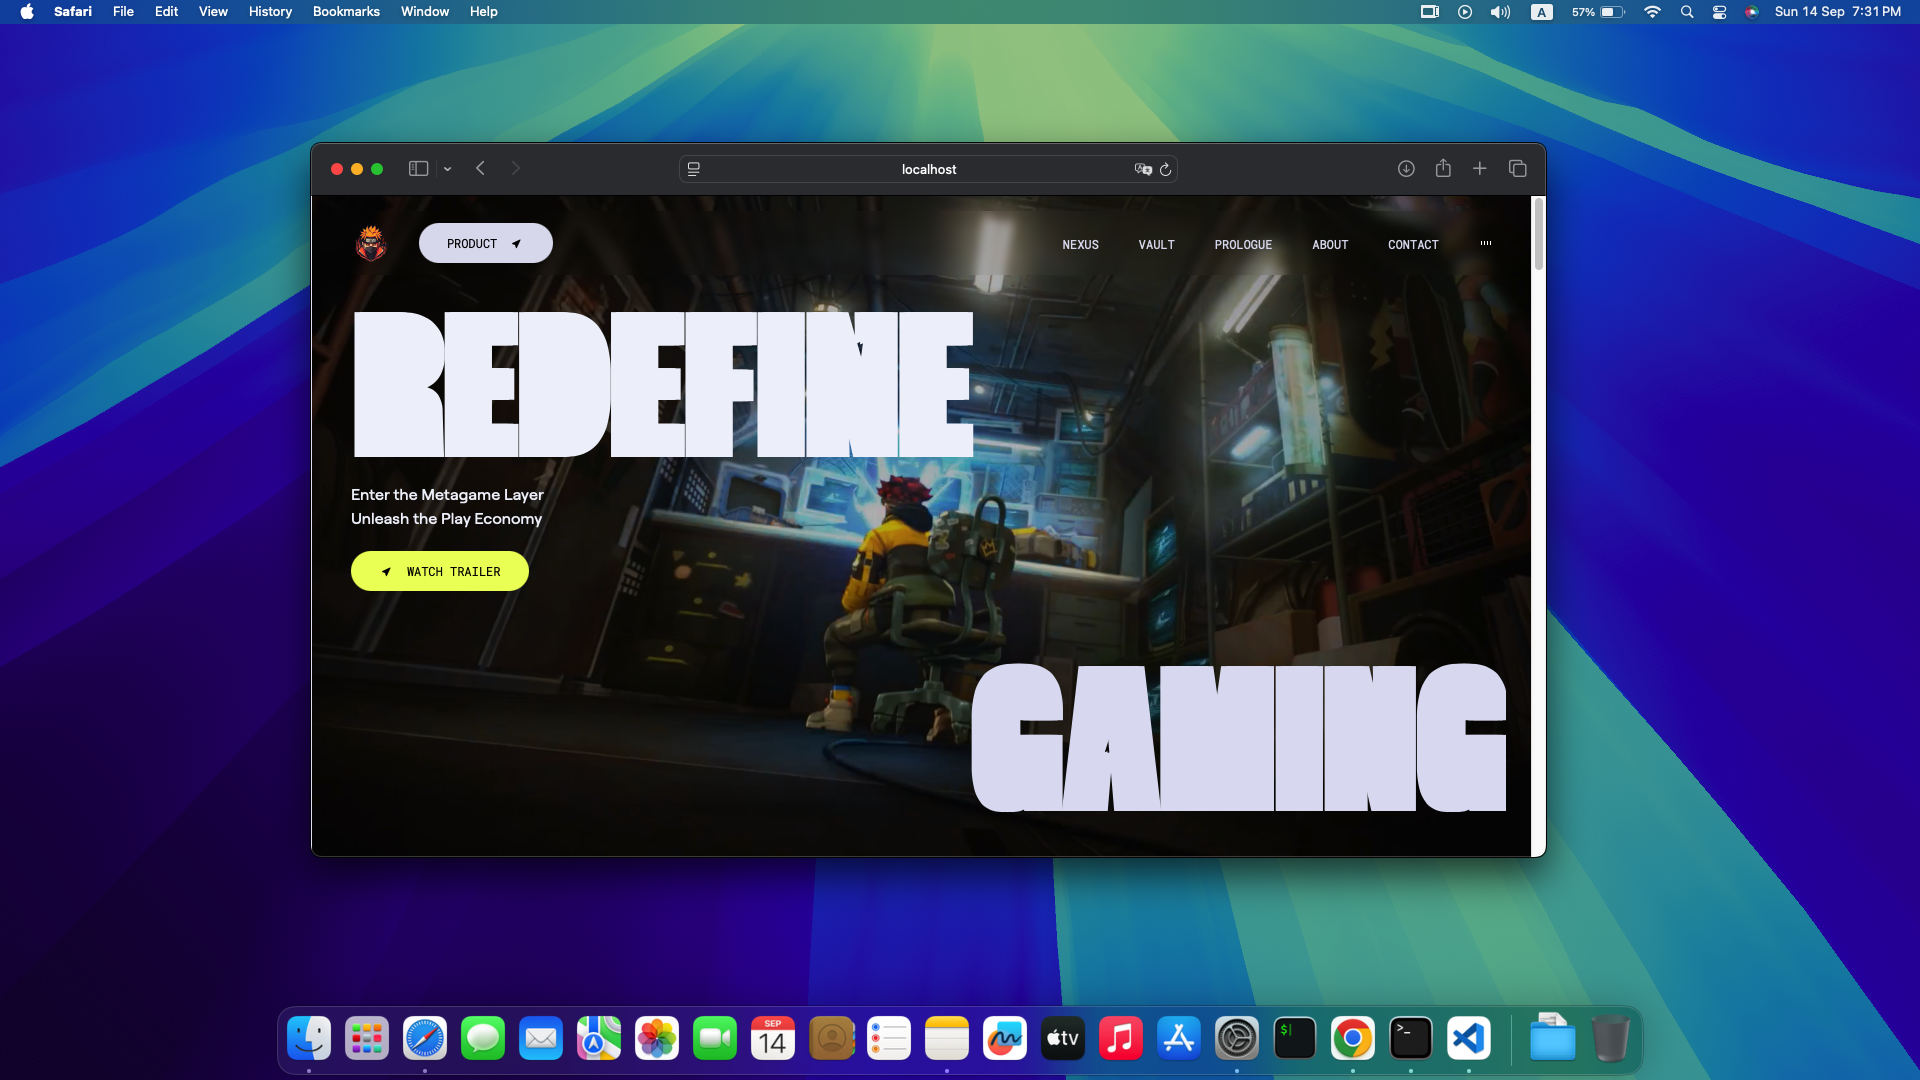 Safari File Edit View History Bookmarks Window Help A 57% Sun 14 Sep 7:31 PM
localhost
PRODUCT NEXUS VAULT PROLOGUE ABOUT CONTACT
REDEFINE
Enter the Metagame Layer
Unleash the Play Economy
WATCH TRAILER
GAMING
SEP
14
tv
$
>_